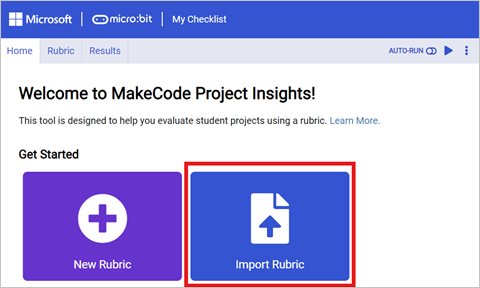 Microsoft micro:bit My Checklist
Home Rubric Results AUTO-RUN
Welcome to MakeCode Project Insights!
This tool is designed to help you evaluate student projects using a rubric. Learn More.
Get Started
New Rubric Import Rubric